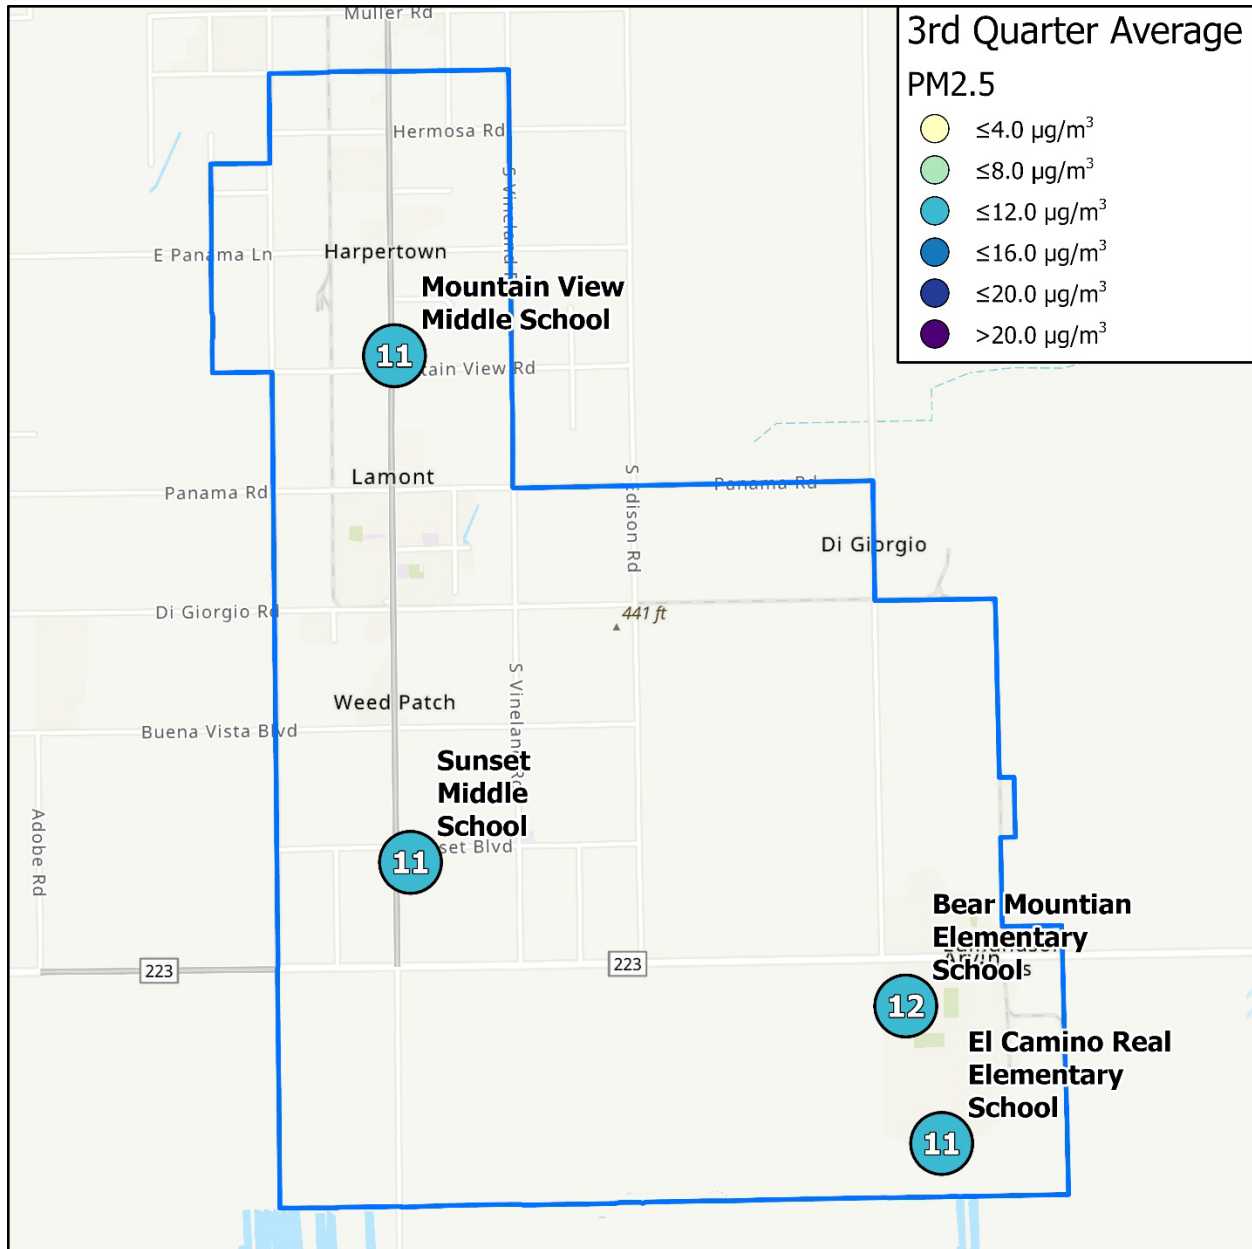 Muller Rd
3rd Quarter Average
PM2.5
≤4.0 µg/m³
≤8.0 µg/m³
≤12.0 µg/m³
≤16.0 µg/m³
≤20.0 µg/m³
>20.0 µg/m³
Hermosa Rd
S Vineland
E Panama Ln
Harpertown
Mountain View
Middle School
11
tain View Rd
Lamont
Panama Rd
S Edison Rd
Panama Rd
Di Giorgio
Di Giorgio Rd
441 ft
Weed Patch
S Vineland Rd
Buena Vista Blvd
Sunset
Middle
School
11
set Blvd
Adobe Rd
Bear Mountian
Elementary
School
Arvin
s
223
223
12
El Camino Real
Elementary
School
11